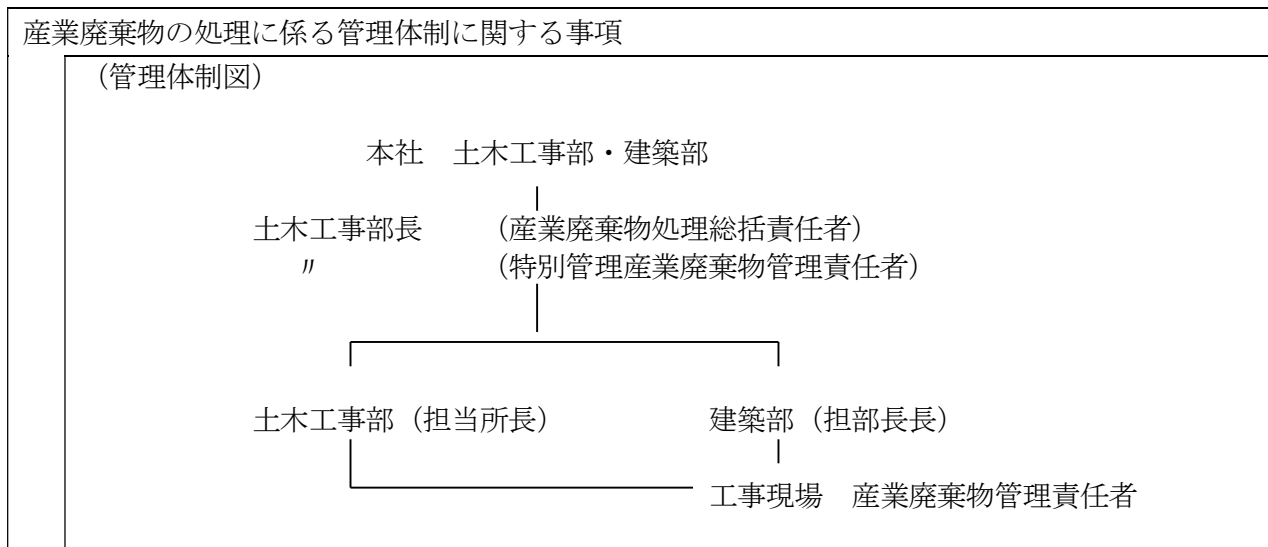 産業廃棄物の処理に係る管理体制に関する事項
（管理体制図）
本社　土木工事部・建築部
土木工事部長　（産業廃棄物処理総括責任者）
〃　（特別管理産業廃棄物管理責任者）
土木工事部（担当所長）　建築部（担部長長）
工事現場　産業廃棄物管理責任者